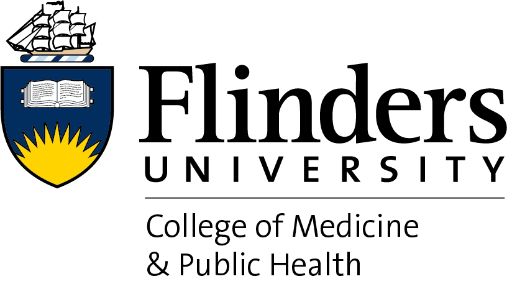 Flinders
UNIVERSITY
College of Medicine
& Public Health